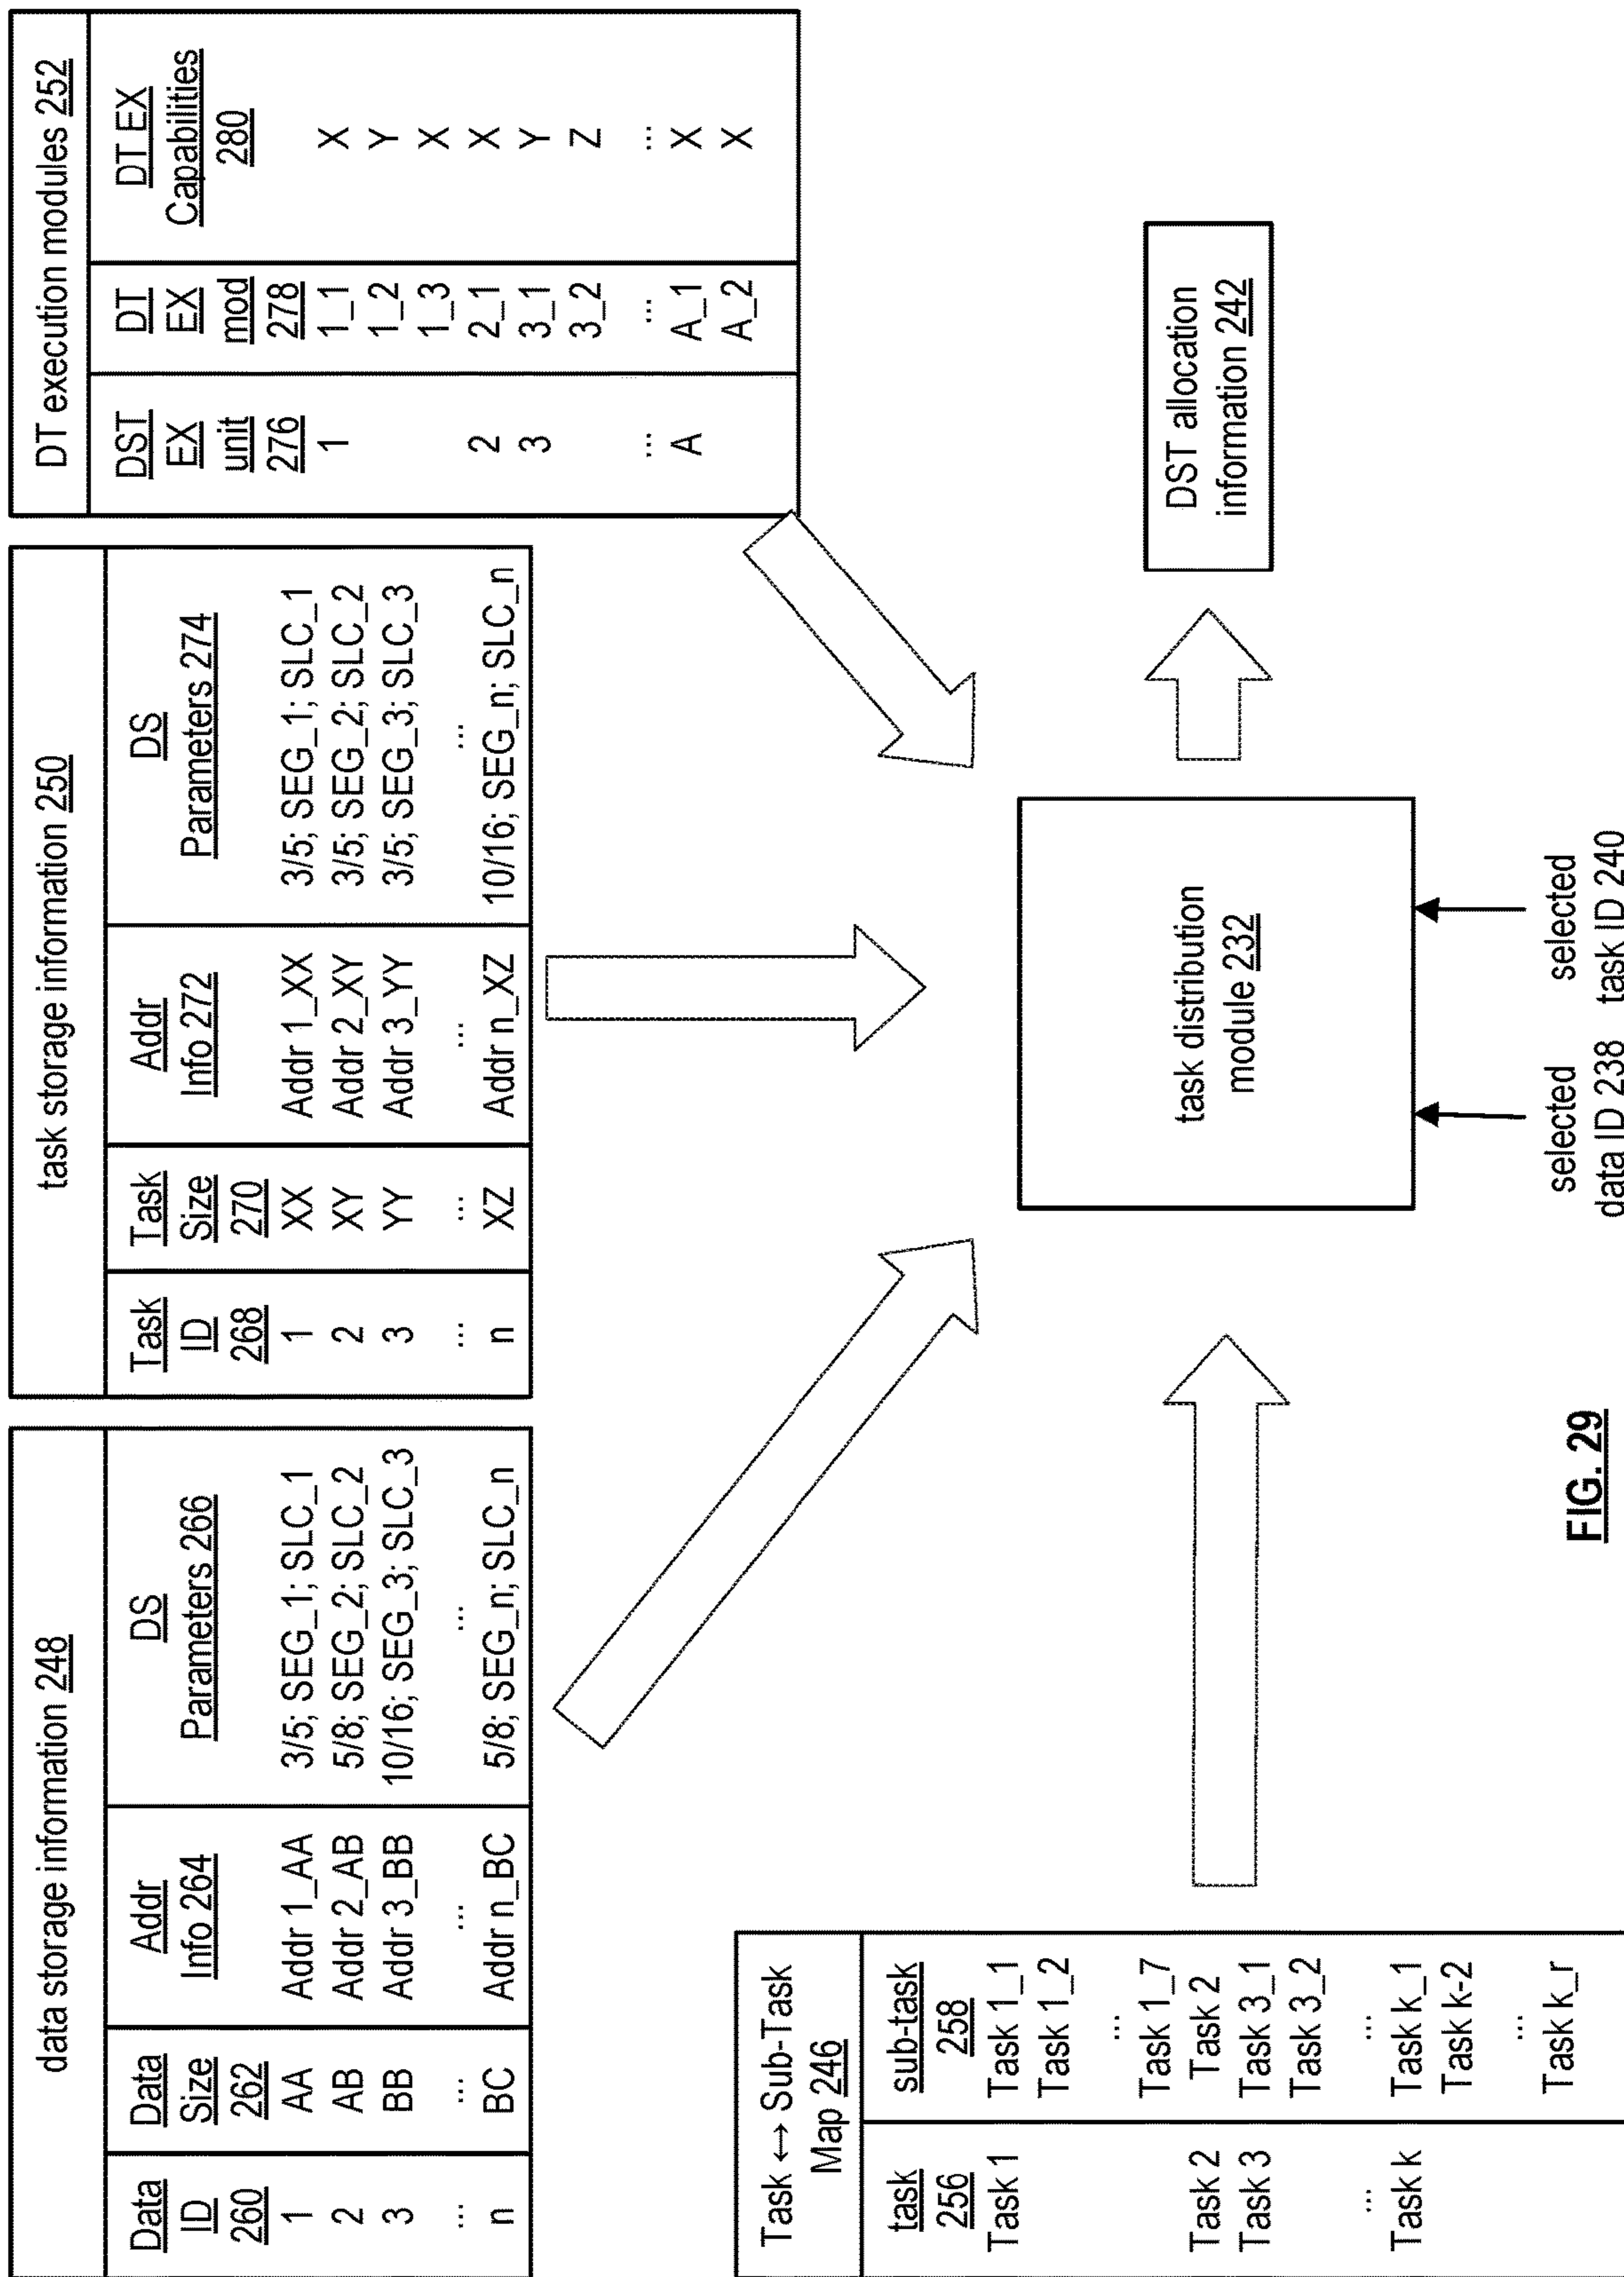 data storage information 248
Data ID 260 | Data Size 262 | Addr Info 264 | DS Parameters 266
1 AA Addr 1_AA 3/5; SEG_1; SLC_1
2 AB Addr 2_AB 5/8; SEG_2; SLC_2
3 BB Addr 3_BB 10/16; SEG_3; SLC_3
... ... ... ...
n BC Addr n_BC 5/8; SEG_n; SLC_n
task storage information 250
Task ID 268 | Task Size 270 | Addr Info 272 | DS Parameters 274
1 XX Addr 1_XX 3/5; SEG_1; SLC_1
2 XY Addr 2_XY 3/5; SEG_2; SLC_2
3 YY Addr 3_YY 3/5; SEG_3; SLC_3
... ... ... ...
n XZ Addr n_XZ 10/16; SEG_n; SLC_n
DT execution modules 252
DST EX unit 276 | DT EX mod 278 | DT EX Capabilities 280
1 1_1 X
1_2 Y
1_3 X
2 2_1 X
3 3_1 Y
3_2 Z
... ... ...
A A_1 X
A_2 X
Task ↔ Sub-Task
Map 246
task 256 | sub-task 258
Task 1 Task 1_1
Task 1_2
...
Task 1_7
Task 2 Task 2
Task 3 Task 3_1
Task 3_2
... ...
Task k Task k_1
Task k-2
...
Task k_r
task distribution
module 232
DST allocation
information 242
selected
data ID 238
selected
task ID 240
FIG. 29